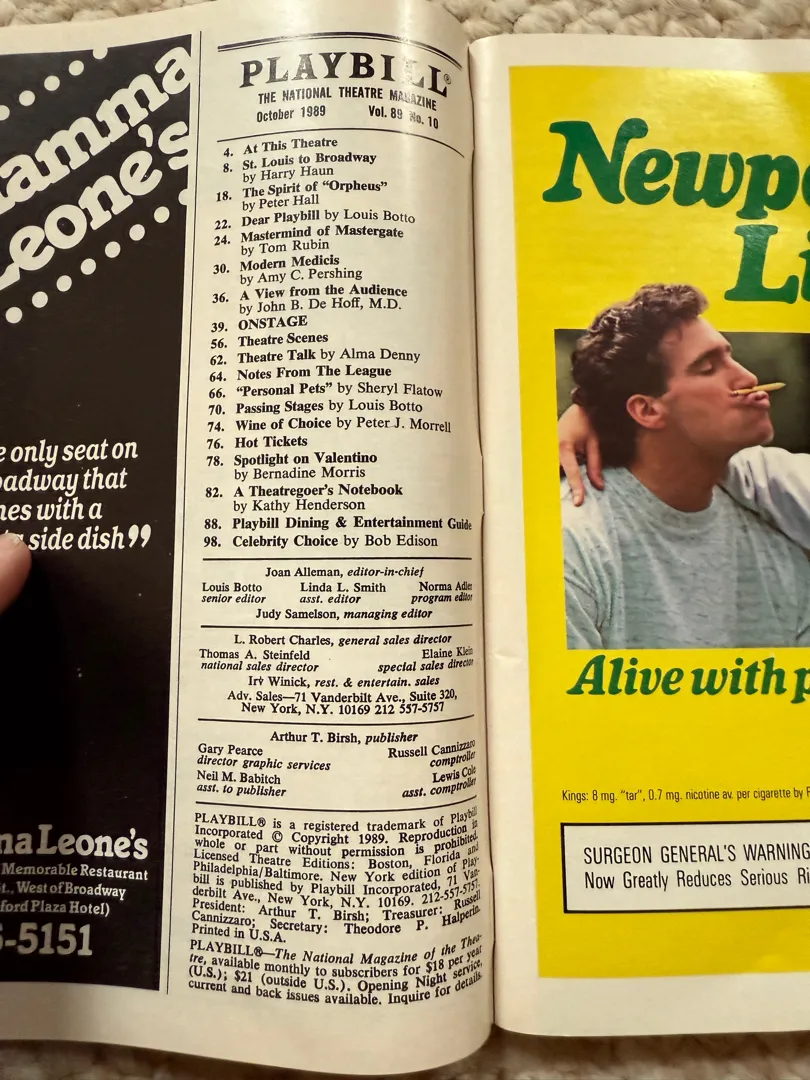 amma
Leone's
e only seat on
oadway that
nes with a
side dish”
na Leone's
Memorable Restaurant
t., West of Broadway
ford Plaza Hotel)
-5151
PLAYBILL®
THE NATIONAL THEATRE MAGAZINE
October 1989 Vol. 89 No. 10
4. At This Theatre
8. St. Louis to Broadway
by Harry Haun
18. The Spirit of “Orpheus”
by Peter Hall
22. Dear Playbill by Louis Botto
24. Mastermind of Mastergate
by Tom Rubin
30. Modern Medicis
by Amy C. Pershing
36. A View from the Audience
by John B. De Hoff, M.D.
39. ONSTAGE
56. Theatre Scenes
62. Theatre Talk by Alma Denny
64. Notes From The League
66. “Personal Pets” by Sheryl Flatow
70. Passing Stages by Louis Botto
74. Wine of Choice by Peter J. Morrell
76. Hot Tickets
78. Spotlight on Valentino
by Bernadine Morris
82. A Theatregoer's Notebook
by Kathy Henderson
88. Playbill Dining & Entertainment Guide
98. Celebrity Choice by Bob Edison
Joan Alleman, editor-in-chief
Louis Botto Linda L. Smith Norma Adler
senior editor asst. editor program editor
Judy Samelson, managing editor
L. Robert Charles, general sales director
Thomas A. Steinfeld Elaine Klein
national sales director special sales director
Irv Winick, rest. & entertain. sales
Adv. Sales—71 Vanderbilt Ave., Suite 320,
New York, N.Y. 10169 212 557-5757
Arthur T. Birsh, publisher
Gary Pearce Russell Cannizzaro
director graphic services comptroller
Neil M. Babitch Lewis Cole
asst. to publisher asst. comptroller
PLAYBILL® is a registered trademark of Playbill
Incorporated © Copyright 1989. Reproduction in
whole or part without permission is prohibited.
Licensed Theatre Editions: Boston, Florida and
Philadelphia/Baltimore. New York edition of Play-
bill is published by Playbill Incorporated, 71 Van-
derbilt Ave., New York, N.Y. 10169. 212-557-5757.
President: Arthur T. Birsh; Treasurer: Russell
Cannizzaro; Secretary: Theodore P. Halperin.
Printed in U.S.A.
PLAYBILL®—The National Magazine of the Thea-
tre, available monthly to subscribers for $18 per year
(U.S.); $21 (outside U.S.). Opening Night service,
current and back issues available. Inquire for details.
Newpo
Li
Alive with p
Kings: 8 mg. “tar”, 0.7 mg. nicotine av. per cigarette by F
SURGEON GENERAL'S WARNING
Now Greatly Reduces Serious Ri